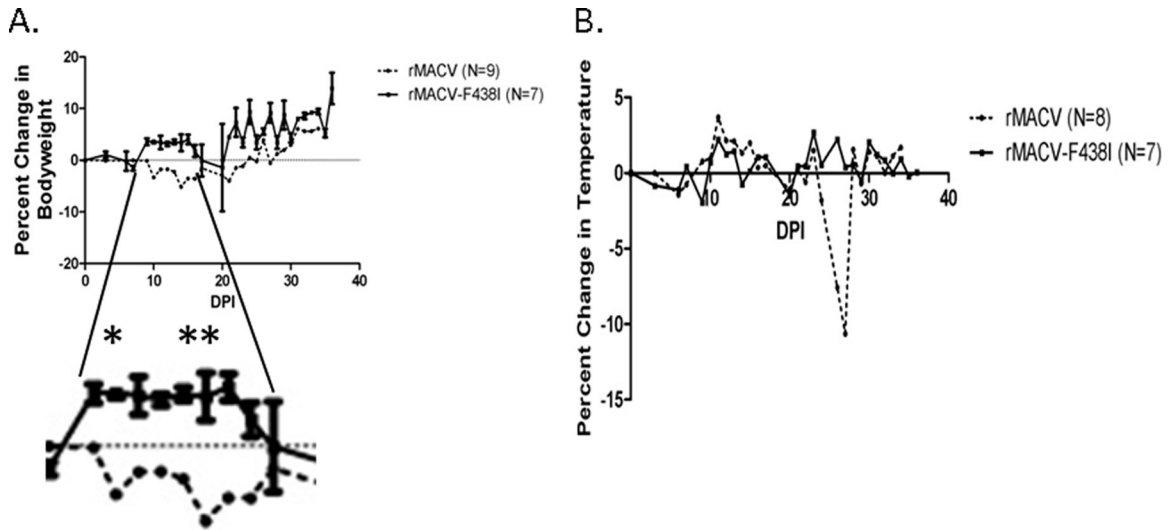 A.
Percent Change in
Bodyweight
20
10
0
-10
-20
0
10
20
30
40
DPI
rMACV (N=9)
rMACV-F438I (N=7)
*
**
B.
Percent Change in Temperature
5
0
-5
-10
-15
10
20
30
40
DPI
rMACV (N=8)
rMACV-F438I (N=7)